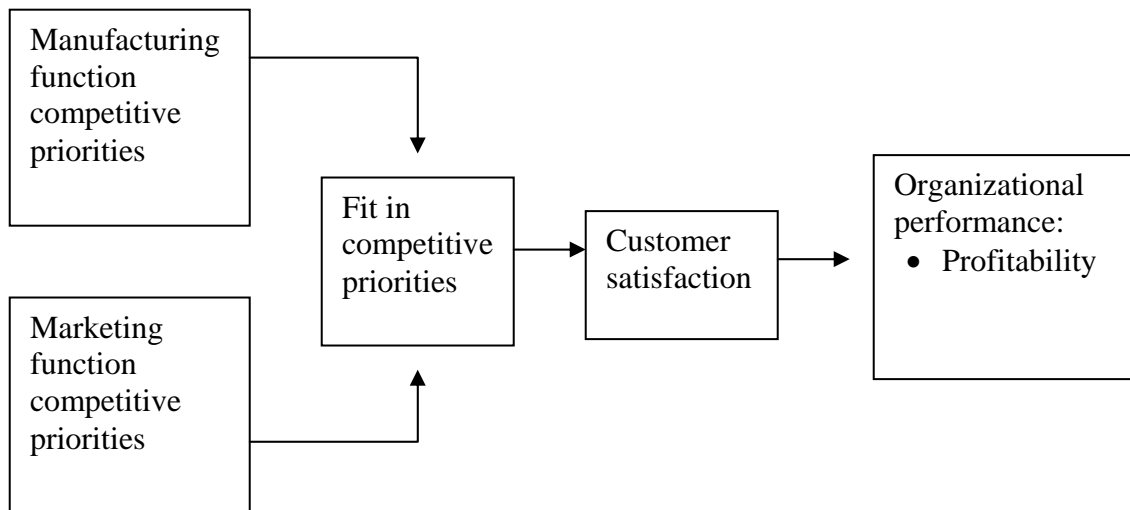 Manufacturing
function
competitive
priorities
Marketing
function
competitive
priorities
Fit in
competitive
priorities
Customer
satisfaction
Organizational
performance:
• Profitability